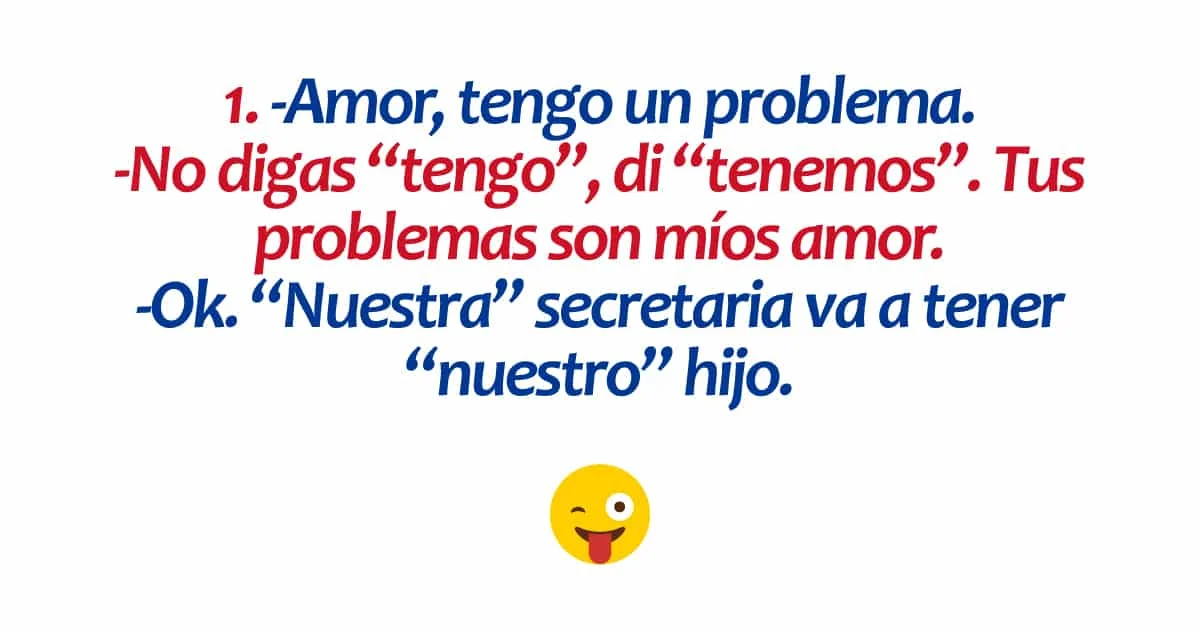 1. -Amor, tengo un problema.
-No digas “tengo”, di “tenemos”. Tus
problemas son míos amor.
-Ok. “Nuestra” secretaria va a tener
“nuestro” hijo.